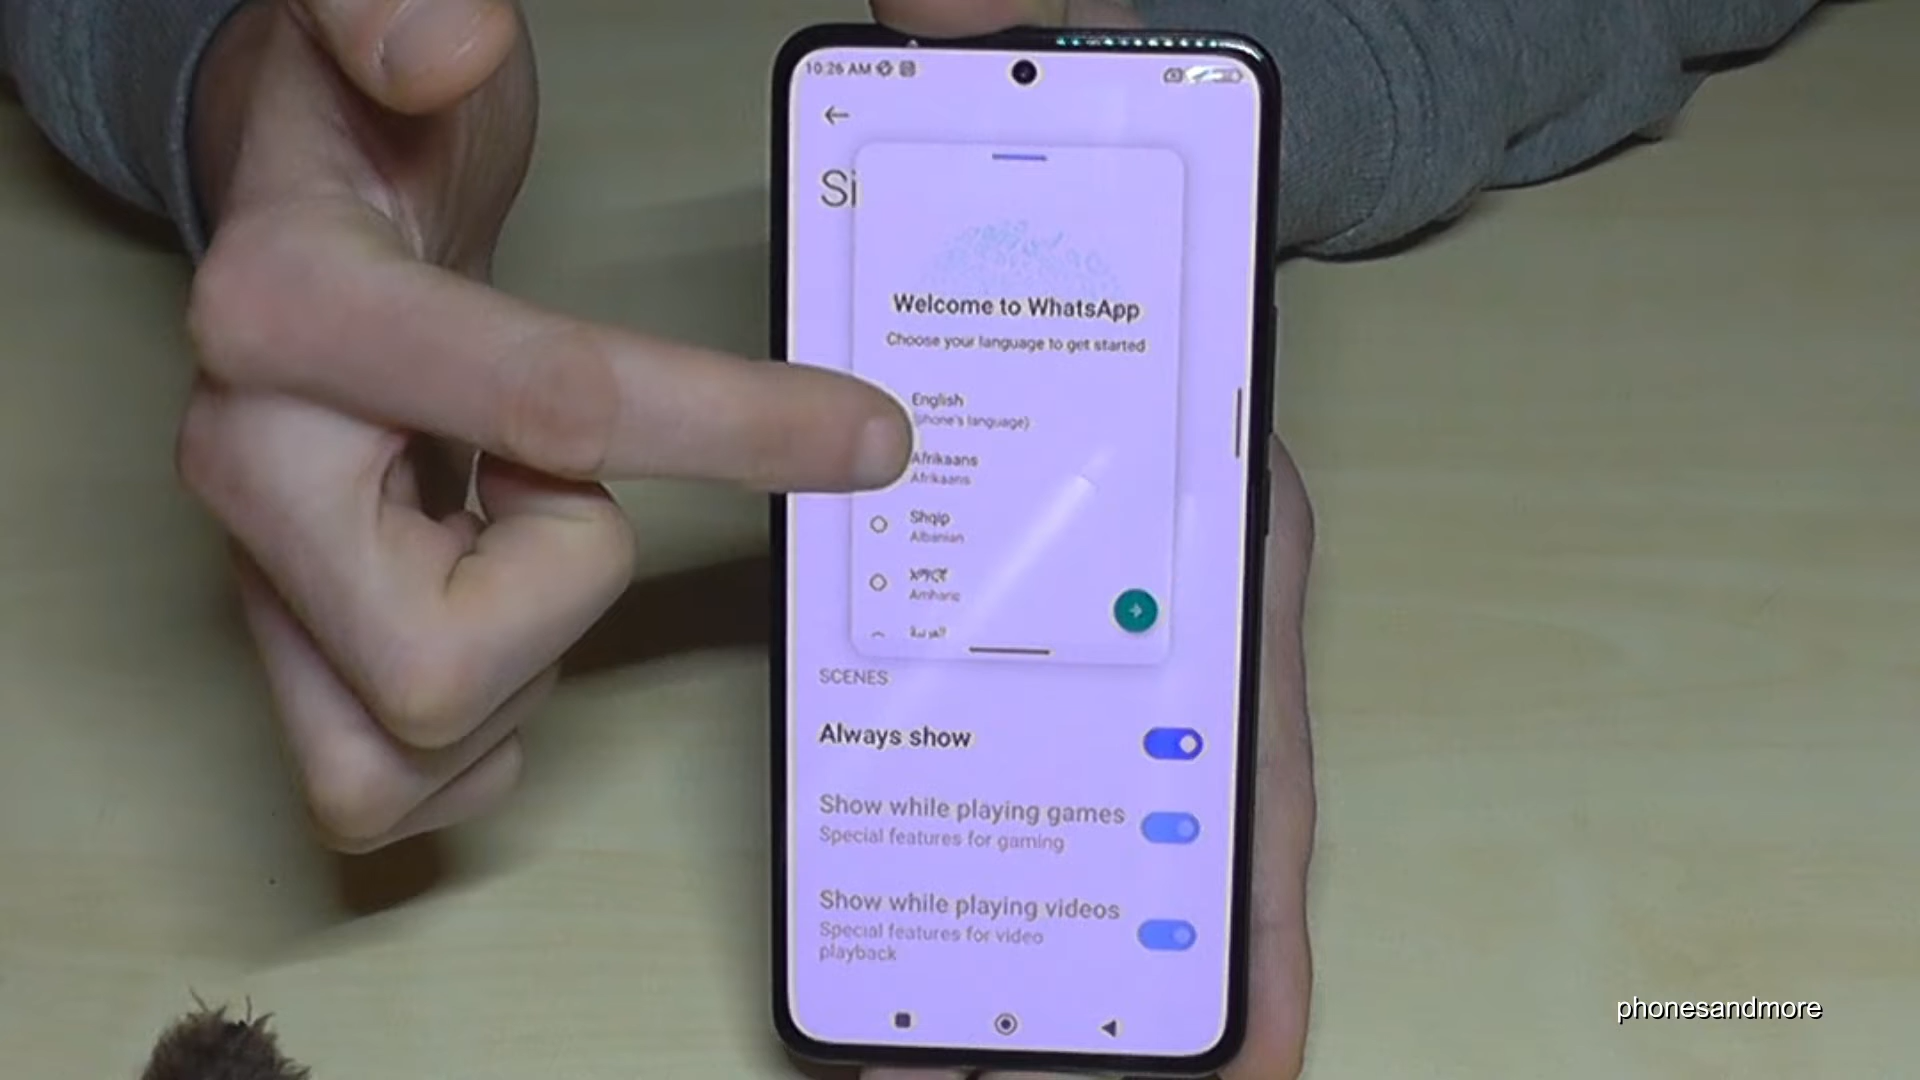 10:26 AM
Si
Welcome to WhatsApp
Choose your language to get started
English
(phone's language)
Afrikaans
Afrikaans
Shqip
Albanian
አማርኛ
Amharic
العربية
SCENES
Always show
Show while playing games
Special features for gaming
Show while playing videos
Special features for video
playback
phonesandmore